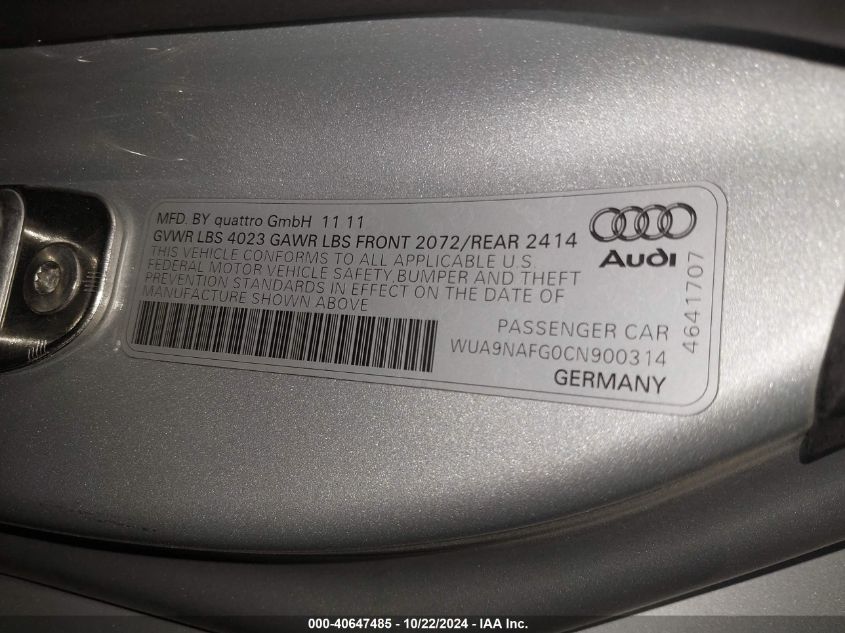 MFD. BY quattro GmbH 11 11
GVWR LBS 4023 GAWR LBS FRONT 2072/REAR 2414
THIS VEHICLE CONFORMS TO ALL APPLICABLE U.S.
FEDERAL MOTOR VEHICLE SAFETY, BUMPER AND THEFT
PREVENTION STANDARDS IN EFFECT ON THE DATE OF
MANUFACTURE SHOWN ABOVE
Audi
4641707
PASSENGER CAR
WUA9NAFG0CN900314
GERMANY
000-40647485 - 10/22/2024 - IAA Inc.